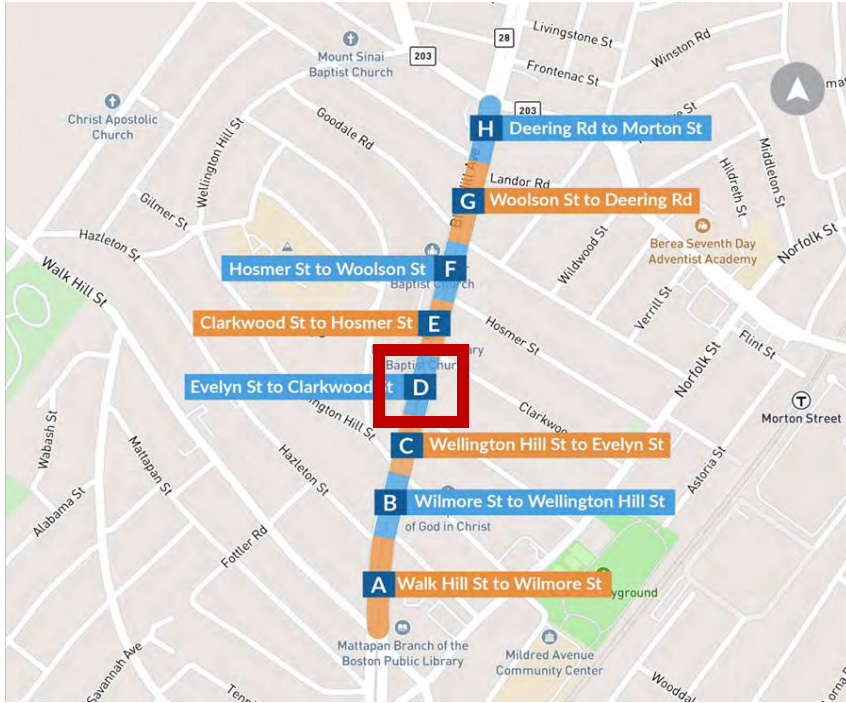 Livingstone St
28
203
Mount Sinai
Baptist Church
Winston Rd
Frontenac St
203
Christ Apostolic
Church
Goodale Rd
H
Deering Rd to Morton St
Wellington Hill St
Landor Rd
Hildreth St
Middleton St
Gilmer St
G
Woolson St to Deering Rd
Hazleton St
Berea Seventh Day
Adventist Academy
Norfolk St
Walk Hill St
Hosmer St to Woolson St
F
Baptist Church
Wildwood St
Verrill St
Clarkwood St to Hosmer St
E
Hosmer St
Flint St
Norfolk St
Evelyn St to Clarkwood St
D
Baptist
T
Morton Street
C
Wellington Hill St to Evelyn St
Wabash St
Mattapan St
Hazleton St
Astoria St
B
Wilmore St to Wellington Hill St
of God in Christ
Alabama St
Fottler Rd
A
Walk Hill St to Wilmore St
Mattapan Branch of the
Boston Public Library
Mildred Avenue
Community Center
Savannah Ave